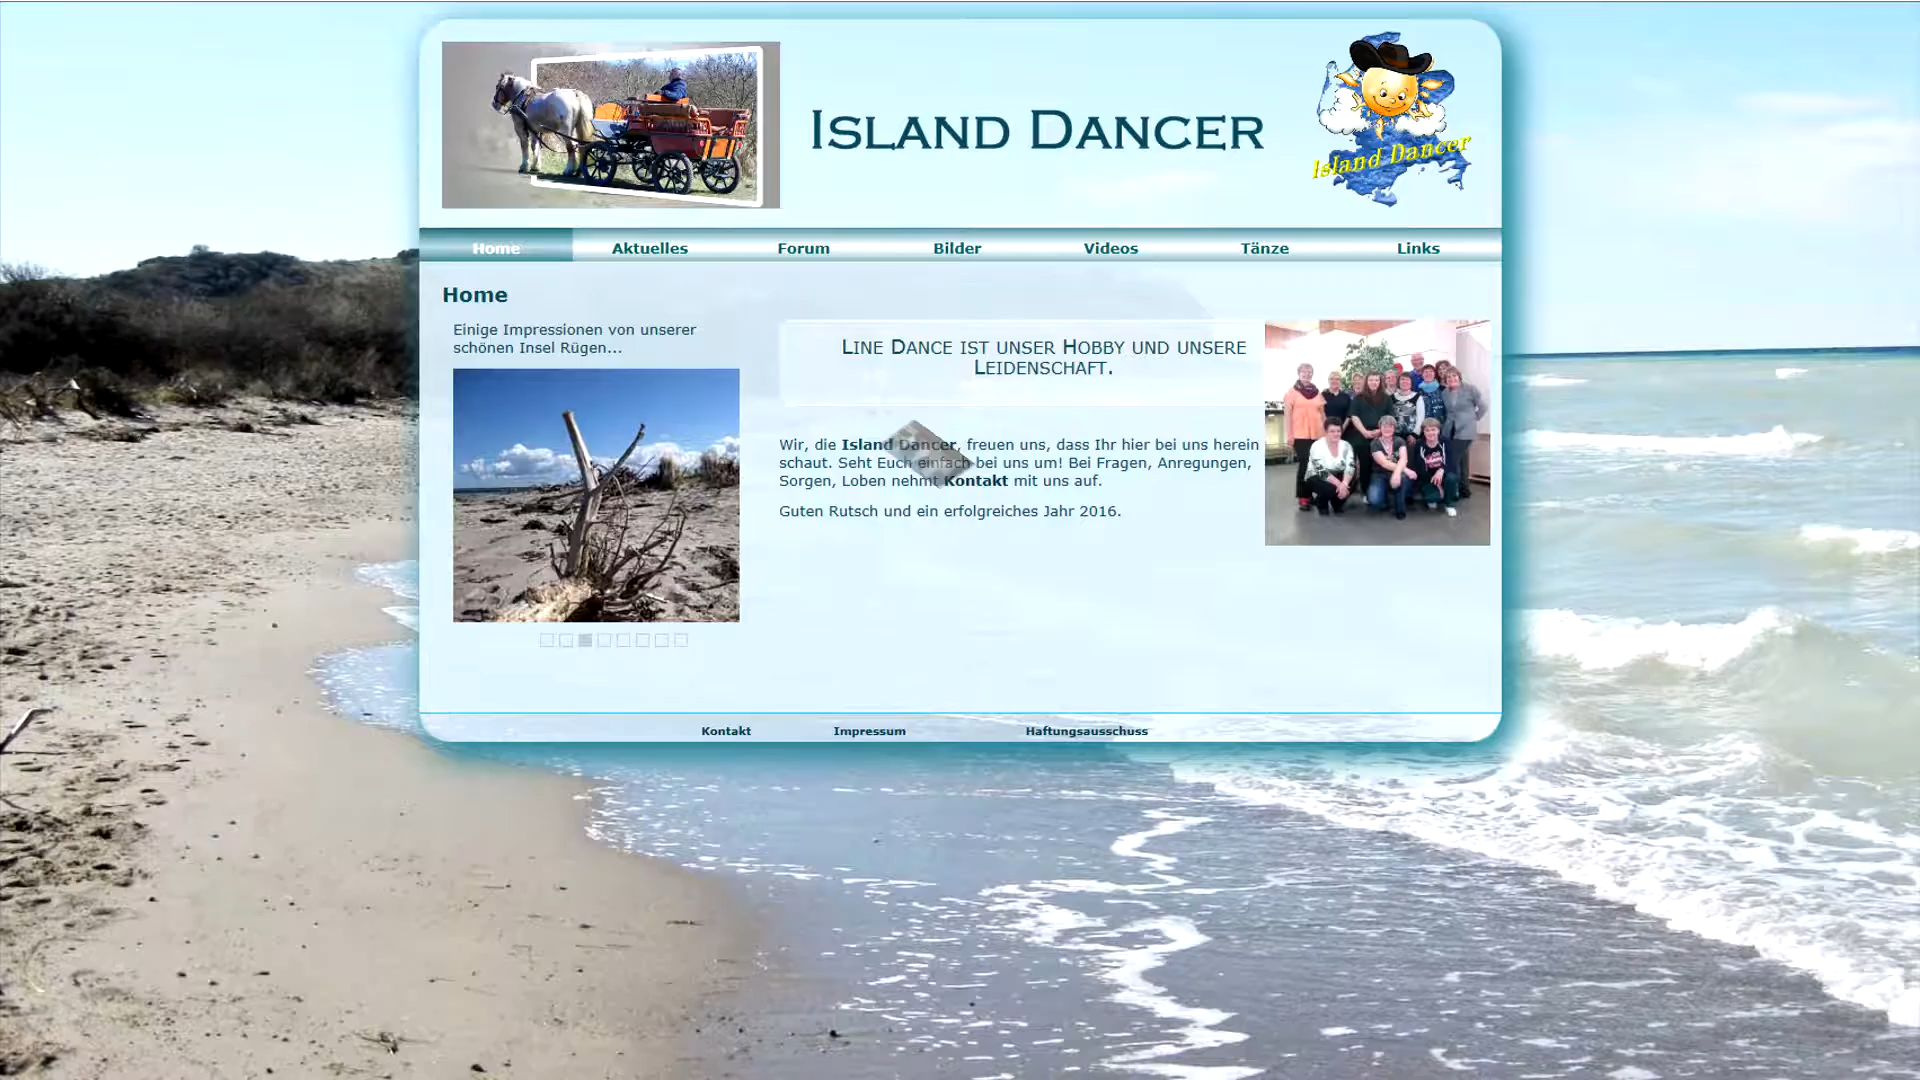 Island Dancer
Island Dancer
Home Aktuelles Forum Bilder Videos Tänze Links
Home
Einige Impressionen von unserer
schönen Insel Rügen...
Line Dance ist unser Hobby und unsere
Leidenschaft.
Wir, die Island Dancer, freuen uns, dass Ihr hier bei uns herein
schaut. Seht Euch einfach bei uns um! Bei Fragen, Anregungen,
Sorgen, Loben nehmt Kontakt mit uns auf.
Guten Rutsch und ein erfolgreiches Jahr 2016.
Kontakt Impressum Haftungsausschuss